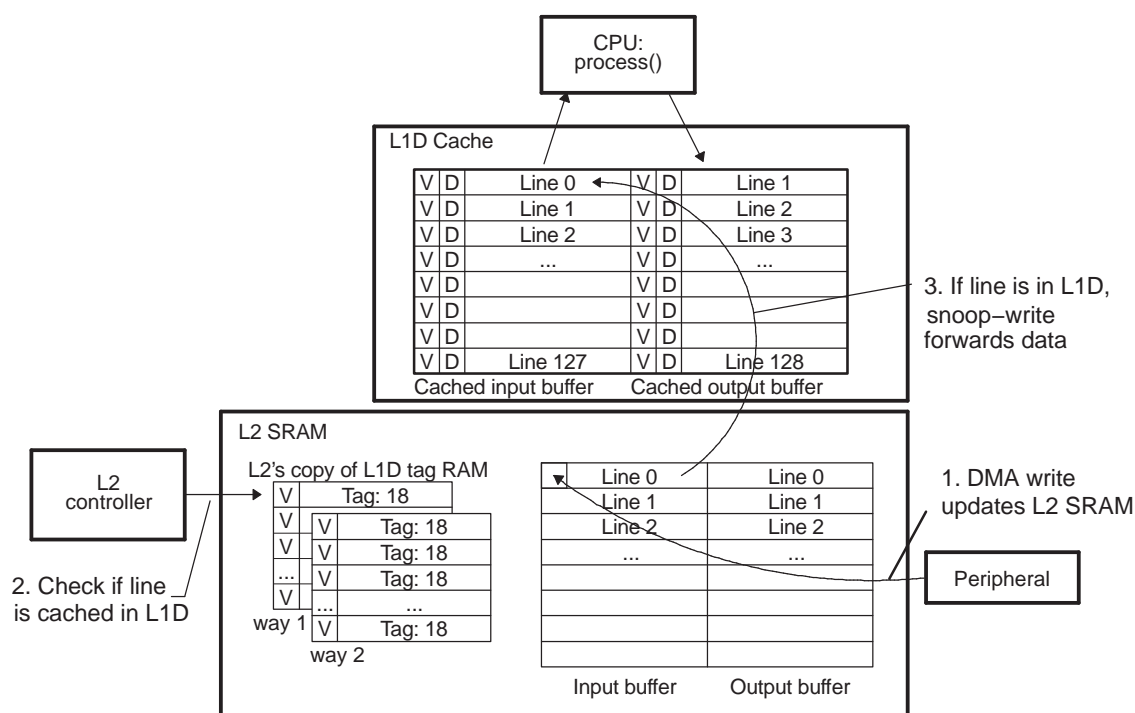 CPU:
process()
L1D Cache
V D Line 0 V D Line 1
V D Line 1 V D Line 2
V D Line 2 V D Line 3
V D ... V D ...
V D V D
V D V D
V D V D
V D Line 127 V D Line 128
Cached input buffer Cached output buffer
3. If line is in L1D,
snoop−write
forwards data
L2 SRAM
L2's copy of L1D tag RAM
L2
controller
V Tag: 18
V
V
...
V
way 1
V Tag: 18
V Tag: 18
V Tag: 18
... ...
V Tag: 18
way 2
2. Check if line
is cached in L1D
Line 0 Line 0
Line 1 Line 1
Line 2 Line 2
... ...
Input buffer Output buffer
1. DMA write
updates L2 SRAM
Peripheral